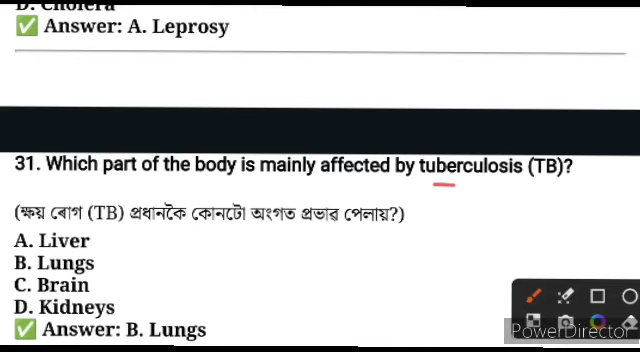 D. Cholera
✅ Answer: A. Leprosy
31. Which part of the body is mainly affected by tuberculosis (TB)?
(ক্ষয় ৰোগ (TB) প্ৰধানকৈ কোনটো অংগত প্ৰভাৱ পেলায়?)
A. Liver
B. Lungs
C. Brain
D. Kidneys
✅ Answer: B. Lungs
PowerDirector